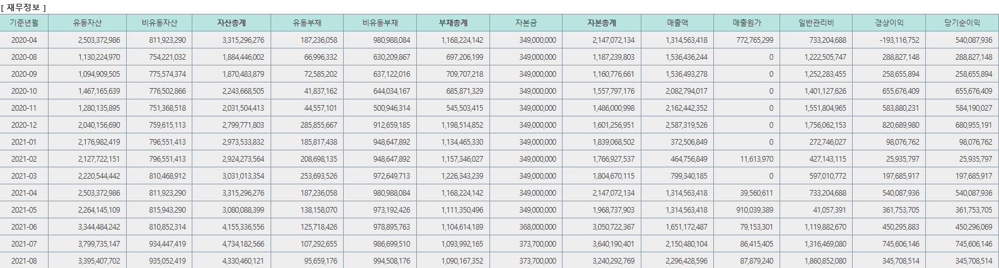 [ 재무정보 ]
기준년월 유동자산 비유동자산 자산총계 유동부채 비유동부채 부채총계 자본금 자본총계 매출액 매출원가 일반관리비 경상이익 당기순이익
2020-04 2,503,372,986 811,923,290 3,315,296,276 187,236,058 980,988,084 1,168,224,142 349,000,000 2,147,072,134 1,314,563,418 772,765,299 733,204,688 -193,116,752 540,087,936
2020-08 1,130,224,970 754,221,032 1,884,446,002 66,996,332 630,209,867 697,206,199 349,000,000 1,187,239,803 1,536,436,244 0 1,222,505,747 288,827,148 288,827,148
2020-09 1,094,909,505 775,574,374 1,870,483,879 72,585,202 637,122,016 709,707,218 349,000,000 1,160,776,661 1,536,493,278 0 1,252,283,455 258,655,894 258,655,894
2020-10 1,467,165,639 776,502,866 2,243,668,505 41,837,162 644,034,167 685,871,329 349,000,000 1,557,797,176 2,082,794,017 0 1,401,127,626 655,676,409 655,676,409
2020-11 1,280,135,895 751,368,518 2,031,504,413 44,557,101 500,946,314 545,503,415 349,000,000 1,486,000,998 2,162,442,352 0 1,551,804,965 583,880,231 584,190,027
2020-12 2,040,156,690 759,615,113 2,799,771,803 285,855,667 912,659,185 1,198,514,852 349,000,000 1,601,256,951 2,587,319,526 0 1,756,062,153 820,689,980 680,955,191
2021-01 2,176,982,419 796,551,413 2,973,533,832 185,817,438 948,647,892 1,134,465,330 349,000,000 1,839,068,502 372,506,849 0 272,746,027 98,076,762 98,076,762
2021-02 2,127,722,151 796,551,413 2,924,273,564 208,698,135 948,647,892 1,157,346,027 349,000,000 1,766,927,537 464,756,849 11,613,970 427,143,115 25,935,797 25,935,797
2021-03 2,220,544,442 810,468,912 3,031,013,354 253,693,526 972,649,713 1,226,343,239 349,000,000 1,804,670,115 799,340,185 0 597,010,772 197,685,917 197,685,917
2021-04 2,503,372,986 811,923,290 3,315,296,276 187,236,058 980,988,084 1,168,224,142 349,000,000 2,147,072,134 1,314,563,418 39,560,611 733,204,688 540,087,936 540,087,936
2021-05 2,264,145,109 815,943,290 3,080,088,399 138,158,070 973,192,426 1,111,350,496 349,000,000 1,968,737,903 1,314,563,418 910,039,389 41,057,391 361,753,705 361,753,705
2021-06 3,344,484,242 810,852,314 4,155,336,556 125,718,426 978,895,763 1,104,614,189 368,000,000 3,050,722,367 1,651,172,487 79,153,301 1,119,882,670 450,295,883 450,296,069
2021-07 3,799,735,147 934,447,419 4,734,182,566 107,292,655 986,699,510 1,093,992,165 373,700,000 3,640,190,401 2,150,480,104 86,415,405 1,316,469,080 745,606,146 745,606,146
2021-08 3,395,407,702 935,052,419 4,330,460,121 95,659,176 994,508,176 1,090,167,352 373,700,000 3,240,292,769 2,296,428,596 87,879,240 1,860,852,080 345,708,514 345,708,514